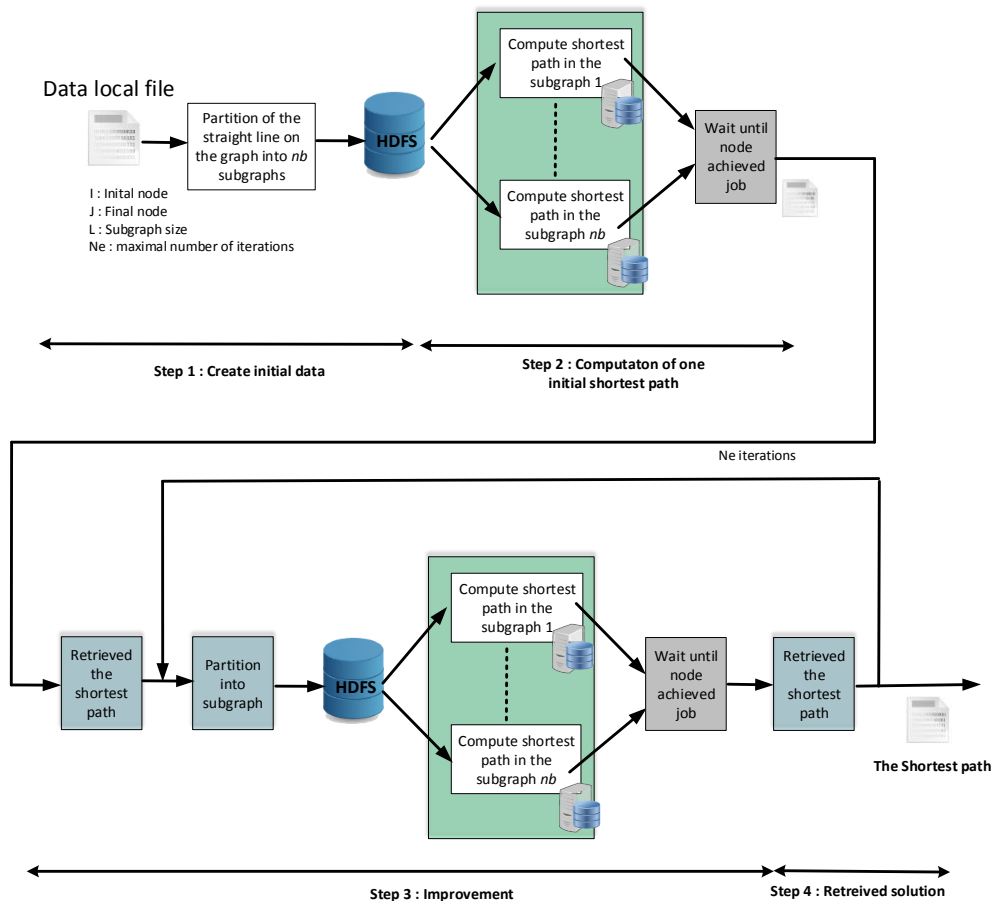 Data local file
Partition of the
straight line on
the graph into nb
subgraphs
I : Inital node
J : Final node
L : Subgraph size
Ne : maximal number of iterations
HDFS
Compute shortest
path in the
subgraph 1
Compute shortest
path in the
subgraph nb
Wait until
node
achieved
job
Step 1 : Create initial data
Step 2 : Computaton of one
initial shortest path
Ne iterations
Retrieved
the
shortest
path
Partition
into
subgraph
HDFS
Compute shortest
path in the
subgraph 1
Compute shortest
path in the
subgraph nb
Wait until
node
achieved
job
Retrieved
the
shortest
path
The Shortest path
Step 3 : Improvement
Step 4 : Retreived solution